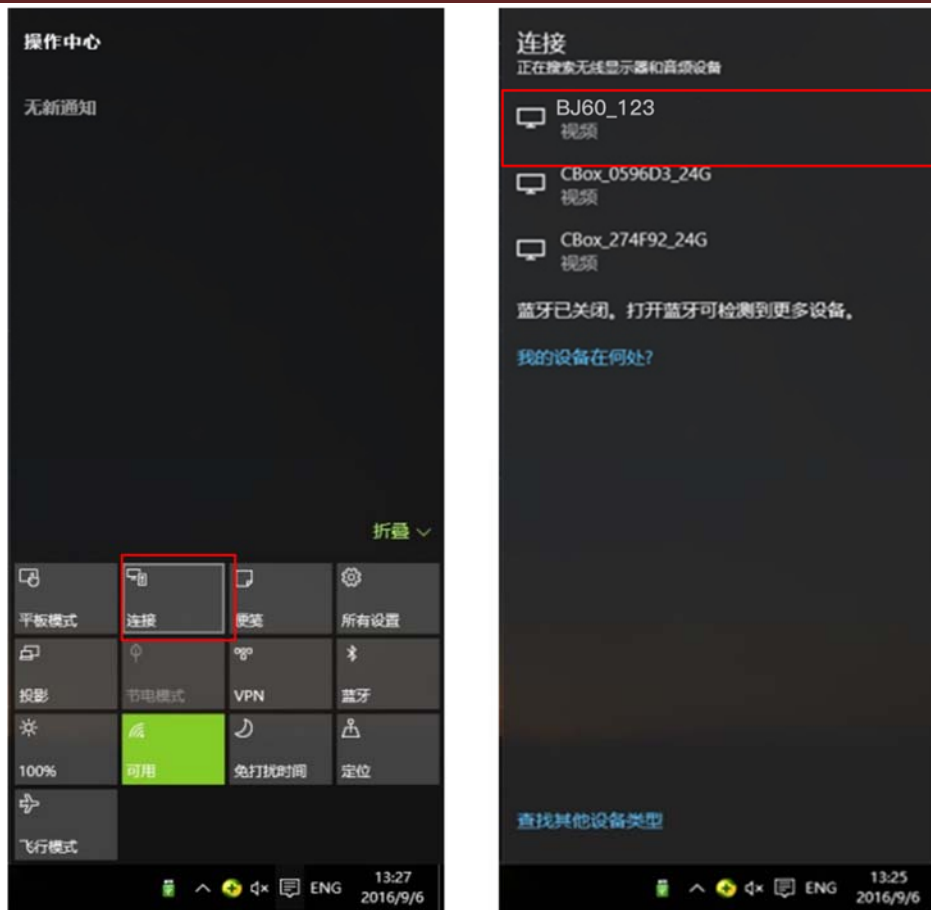 操作中心
无新通知
折叠
平板模式
连接
便笺
所有设置
投影
节电模式
VPN
蓝牙
100%
可用
免打扰时间
定位
飞行模式
ENG
13:27
2016/9/6
连接
正在搜索无线显示器和音频设备
BJ60_123
视频
CBox_0596D3_24G
视频
CBox_274F92_24G
视频
蓝牙已关闭。打开蓝牙可检测到更多设备。
我的设备在何处?
查找其他设备类型
ENG
13:25
2016/9/6